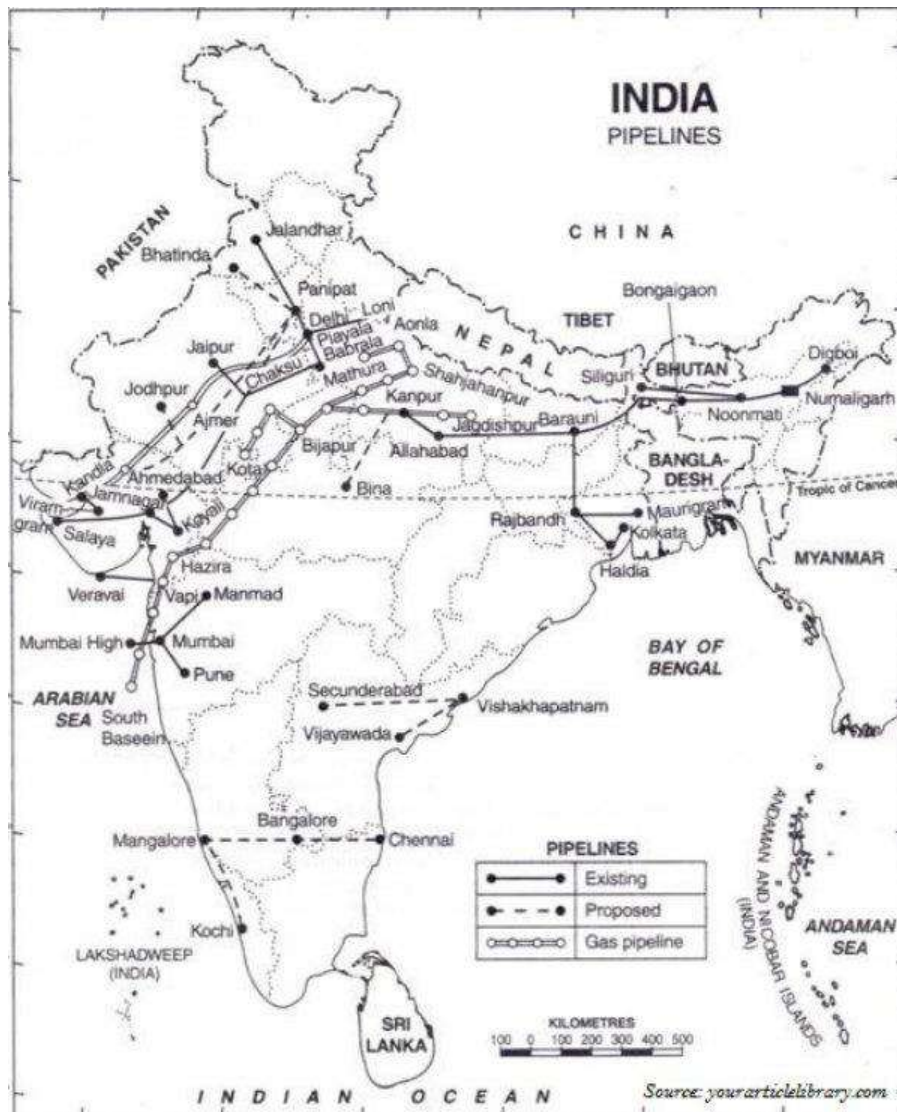 INDIA
PIPELINES
CHINA
PAKISTAN
Jalandhar
Bhatinda
Panipat
Delhi
Loni
Piayala
Babrala
Aonla
NEPAL
TIBET
Bongaigaon
BHUTAN
Digboi
Siliguri
Noonmati
Numaligarh
Jaipur
Chaksu
Mathura
Shahjahanpur
Jodhpur
Kanpur
Ajmer
Bijapur
Jagdishpur
Barauni
Allahabad
Kota
Kandla
Ahmedabad
Bina
BANGLA-
DESH
Tropic of Cancer
Viram
gram
Jamnagar
Salaya
Koyali
Rajbandh
Maurigram
Kolkata
Haldia
MYANMAR
Hazira
Veraval
Vapi
Manmad
Mumbai High
Mumbai
Pune
BAY OF
BENGAL
ARABIAN
SEA
South
Baseein
Secunderabad
Vishakhapatnam
Vijayawada
Bangalore
Mangalore
Chennai
Kochi
LAKSHADWEEP
(INDIA)
PIPELINES
Existing
Proposed
Gas pipeline
ANDAMAN AND NICOBAR ISLANDS
(INDIA)
ANDAMAN
SEA
SRI
LANKA
KILOMETRES
100 0 100 200 300 400 500
INDIAN OCEAN
Source: yourarticlelibrary.com